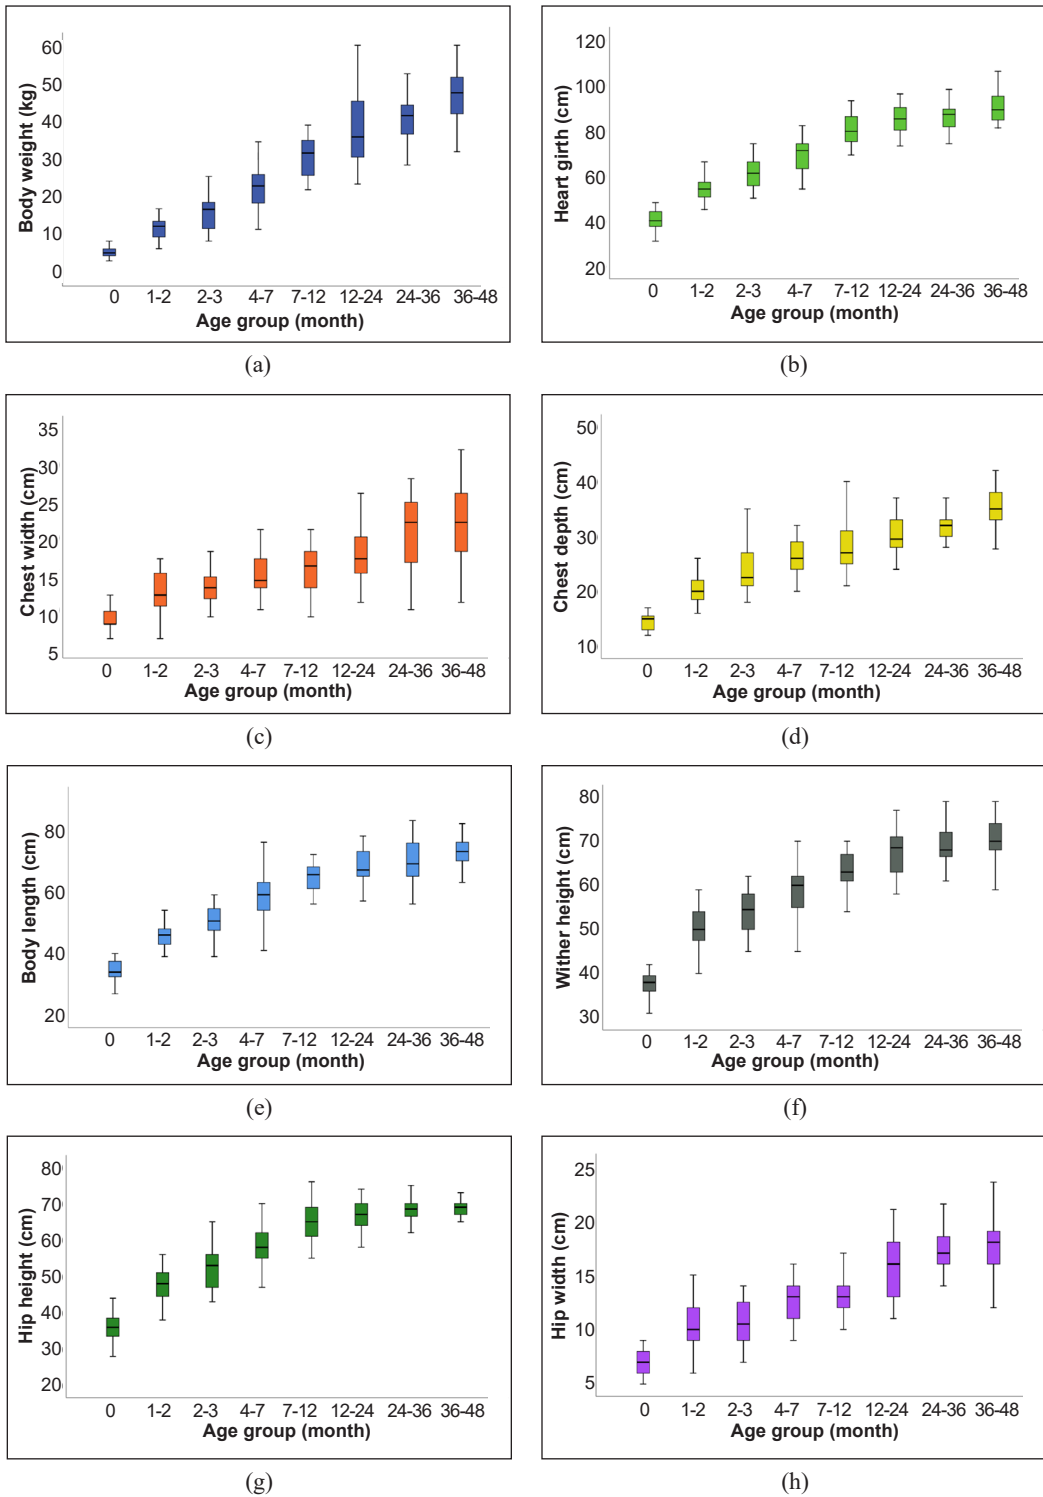 Body weight (kg)
60
50
40
30
20
10
0
0 1-2 2-3 4-7 7-12 12-24 24-36 36-48
Age group (month)
(a)
Heart girth (cm)
120
100
80
60
40
20
0 1-2 2-3 4-7 7-12 12-24 24-36 36-48
Age group (month)
(b)
Chest width (cm)
35
30
25
20
15
10
5
0 1-2 2-3 4-7 7-12 12-24 24-36 36-48
Age group (month)
(c)
Chest depth (cm)
50
40
30
20
10
0 1-2 2-3 4-7 7-12 12-24 24-36 36-48
Age group (month)
(d)
Body length (cm)
80
60
40
20
0 1-2 2-3 4-7 7-12 12-24 24-36 36-48
Age group (month)
(e)
Wither height (cm)
80
70
60
50
40
30
0 1-2 2-3 4-7 7-12 12-24 24-36 36-48
Age group (month)
(f)
Hip height (cm)
80
70
60
50
40
30
20
0 1-2 2-3 4-7 7-12 12-24 24-36 36-48
Age group (month)
(g)
Hip width (cm)
25
20
15
10
5
0 1-2 2-3 4-7 7-12 12-24 24-36 36-48
Age group (month)
(h)